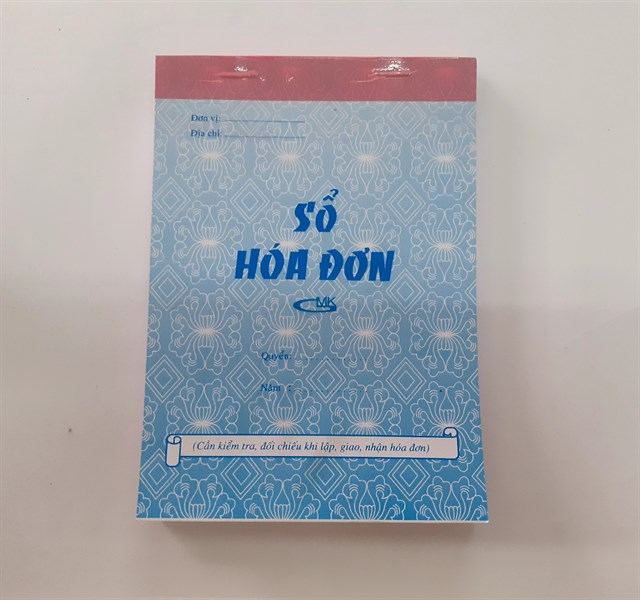 Đơn vị:
Địa chỉ:
SỔ
HÓA ĐƠN
MK
Quyển:
Năm :
(Cần kiểm tra, đối chiếu khi lập, giao, nhận hóa đơn)